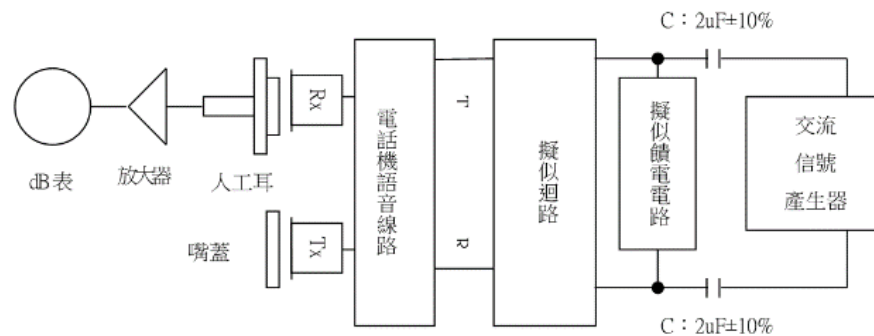 C：2uF±10%
Rx
電話機語音線路
T
擬似迴路
擬似饋電電路
交流
信號
產生器
dB 表
放大器
人工耳
嘴蓋
Tx
R
C：2uF±10%